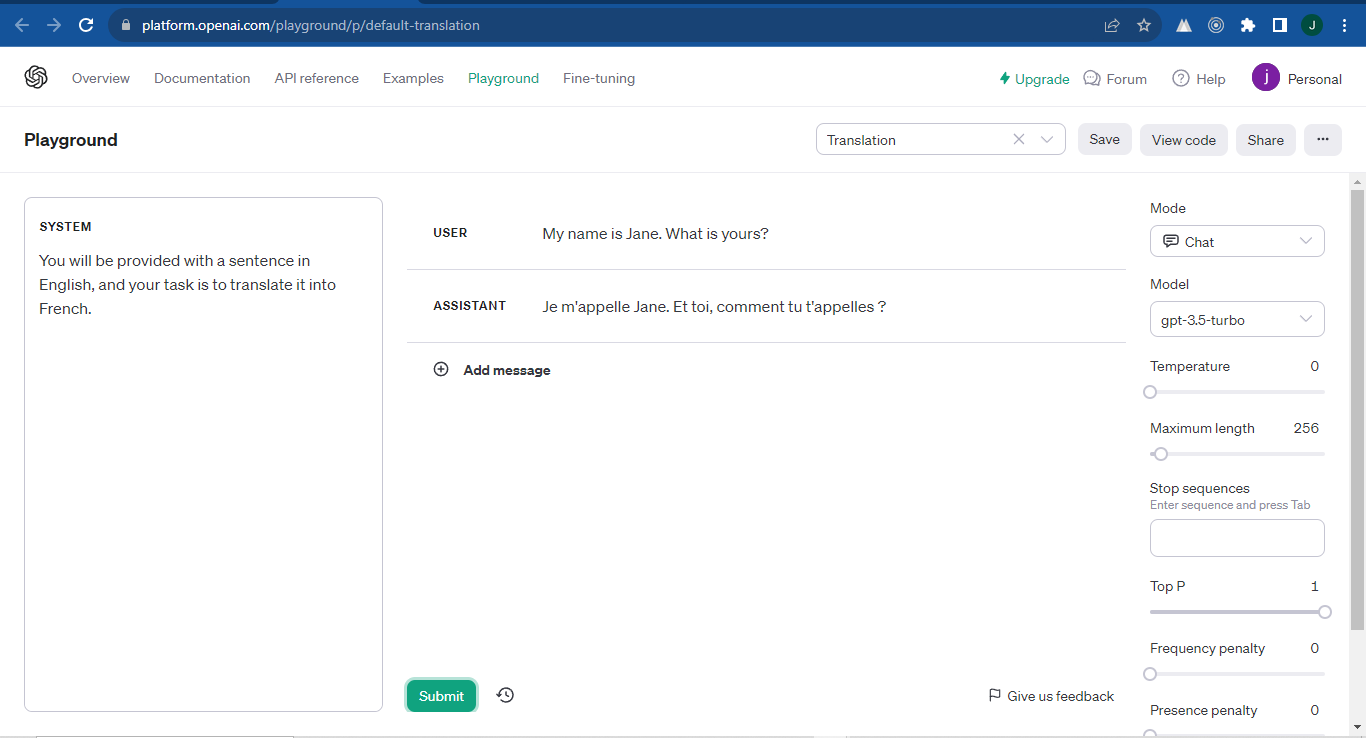 platform.openai.com/playground/p/default-translation
J
Overview Documentation API reference Examples Playground Fine-tuning Upgrade Forum Help j Personal
Playground Translation Save View code Share ...
SYSTEM
You will be provided with a sentence in
English, and your task is to translate it into
French.
USER My name is Jane. What is yours?
ASSISTANT Je m'appelle Jane. Et toi, comment tu t'appelles ?
Add message
Submit
Give us feedback
Mode
Chat
Model
gpt-3.5-turbo
Temperature 0
Maximum length 256
Stop sequences
Enter sequence and press Tab
Top P 1
Frequency penalty 0
Presence penalty 0